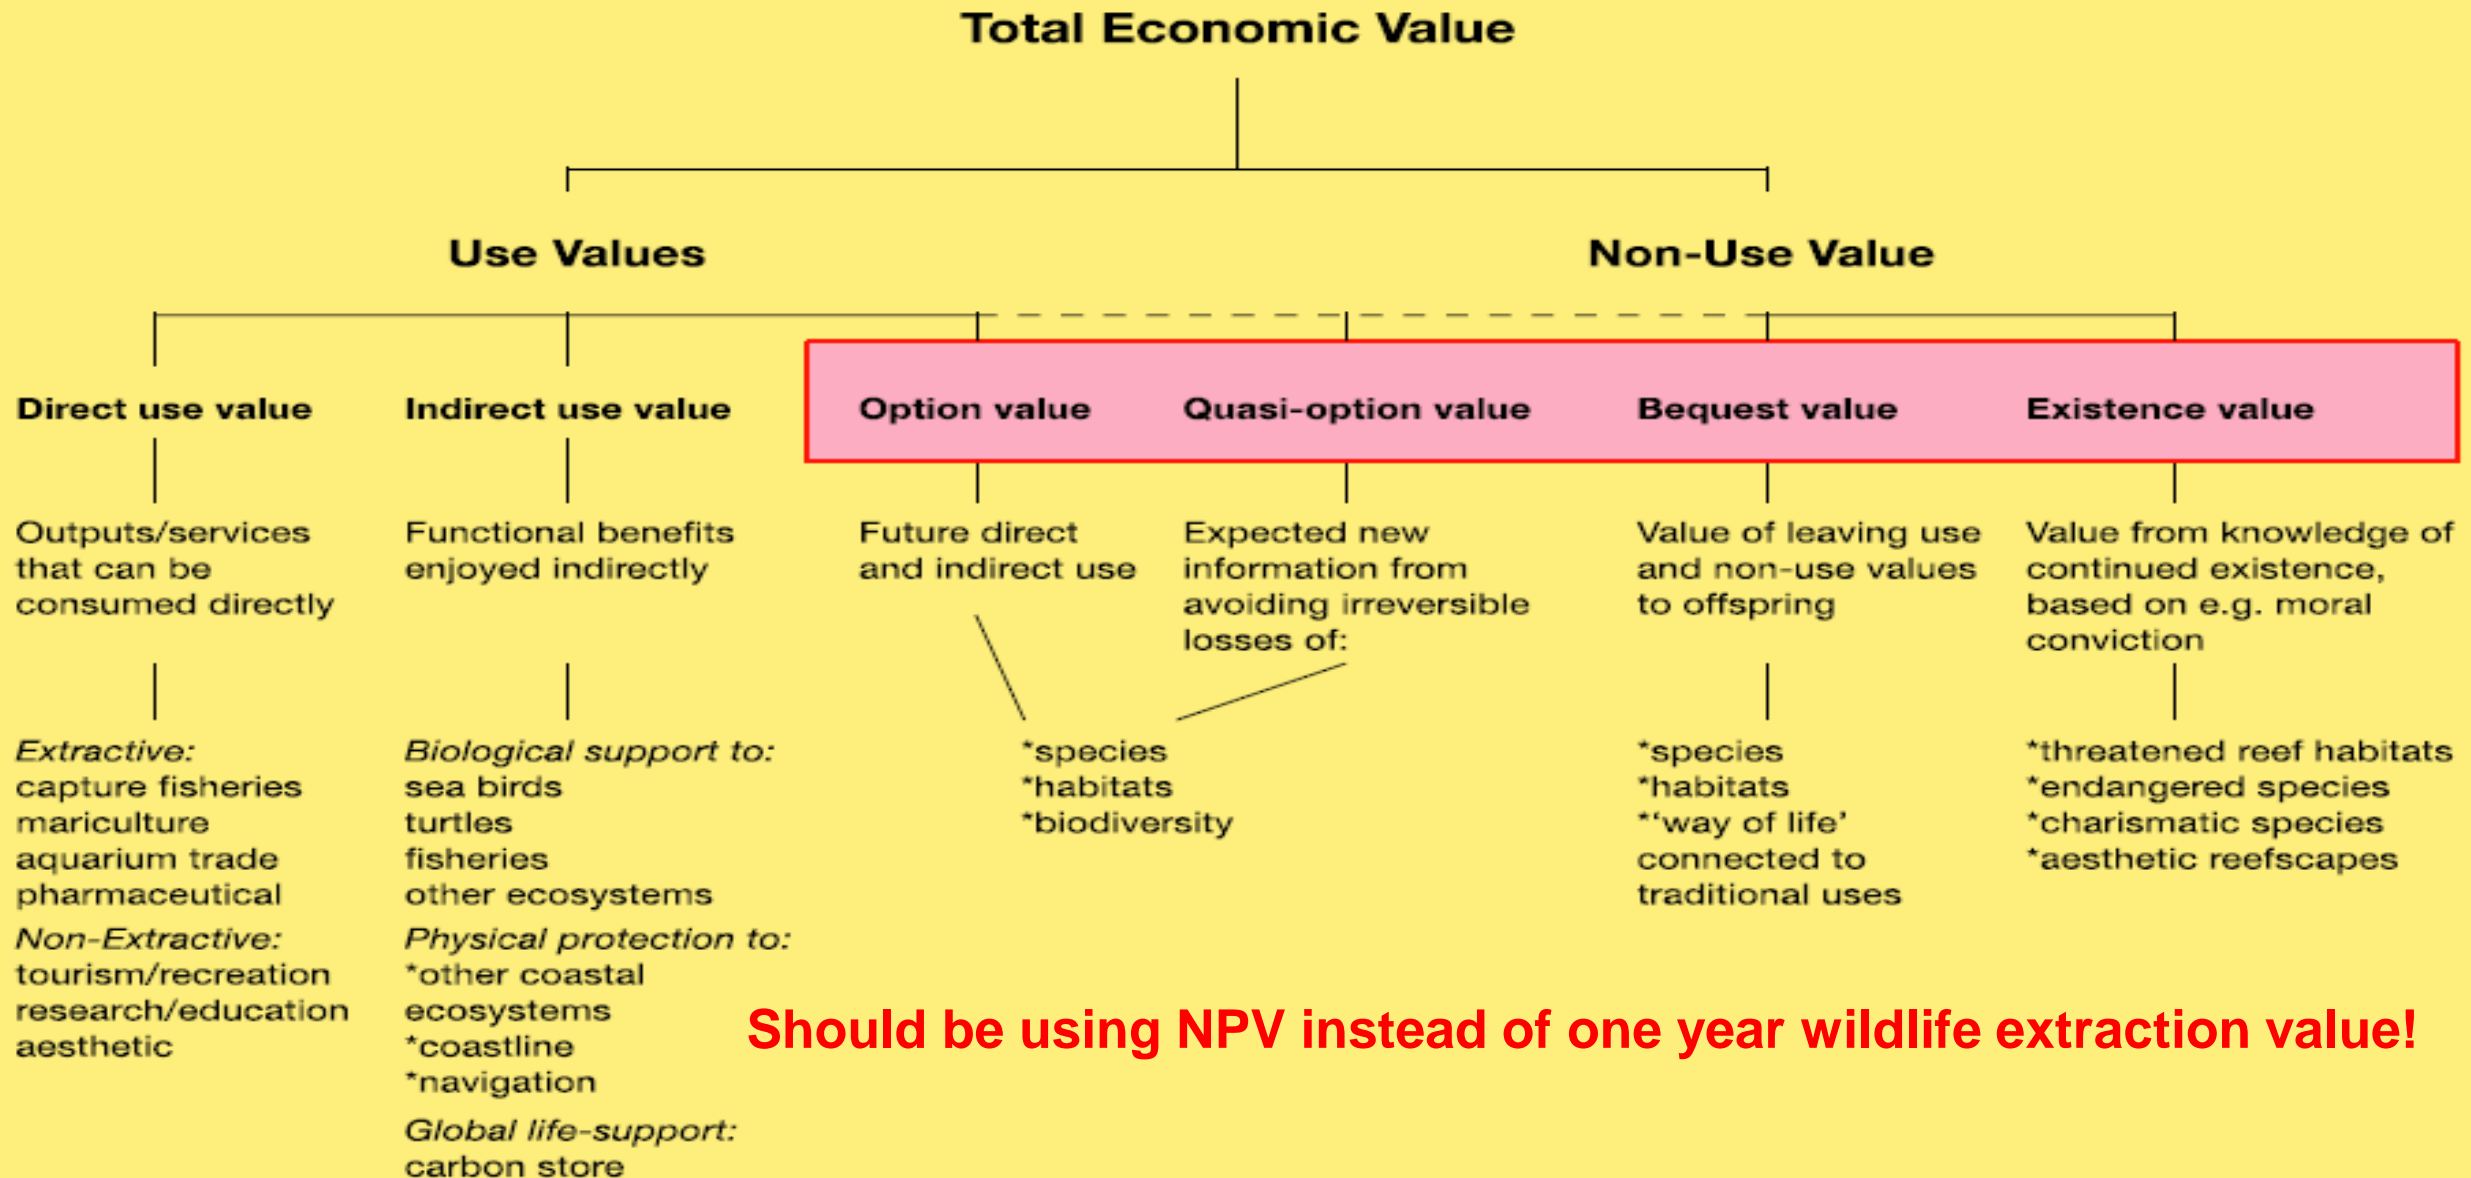 Total Economic Value
Use Values
Non-Use Value
Direct use value
Outputs/services
that can be
consumed directly
Extractive:
capture fisheries
mariculture
aquarium trade
pharmaceutical
Non-Extractive:
tourism/recreation
research/education
aesthetic
Indirect use value
Functional benefits
enjoyed indirectly
Biological support to:
sea birds
turtles
fisheries
other ecosystems
Physical protection to:
*other coastal
ecosystems
*coastline
*navigation
Global life-support:
carbon store
Option value
Future direct
and indirect use
Quasi-option value
Expected new
information from
avoiding irreversible
losses of:
*species
*habitats
*biodiversity
Bequest value
Value of leaving use
and non-use values
to offspring
*species
*habitats
*‘way of life’
connected to
traditional uses
Existence value
Value from knowledge of
continued existence,
based on e.g. moral
conviction
*threatened reef habitats
*endangered species
*charismatic species
*aesthetic reefscapes
Should be using NPV instead of one year wildlife extraction value!